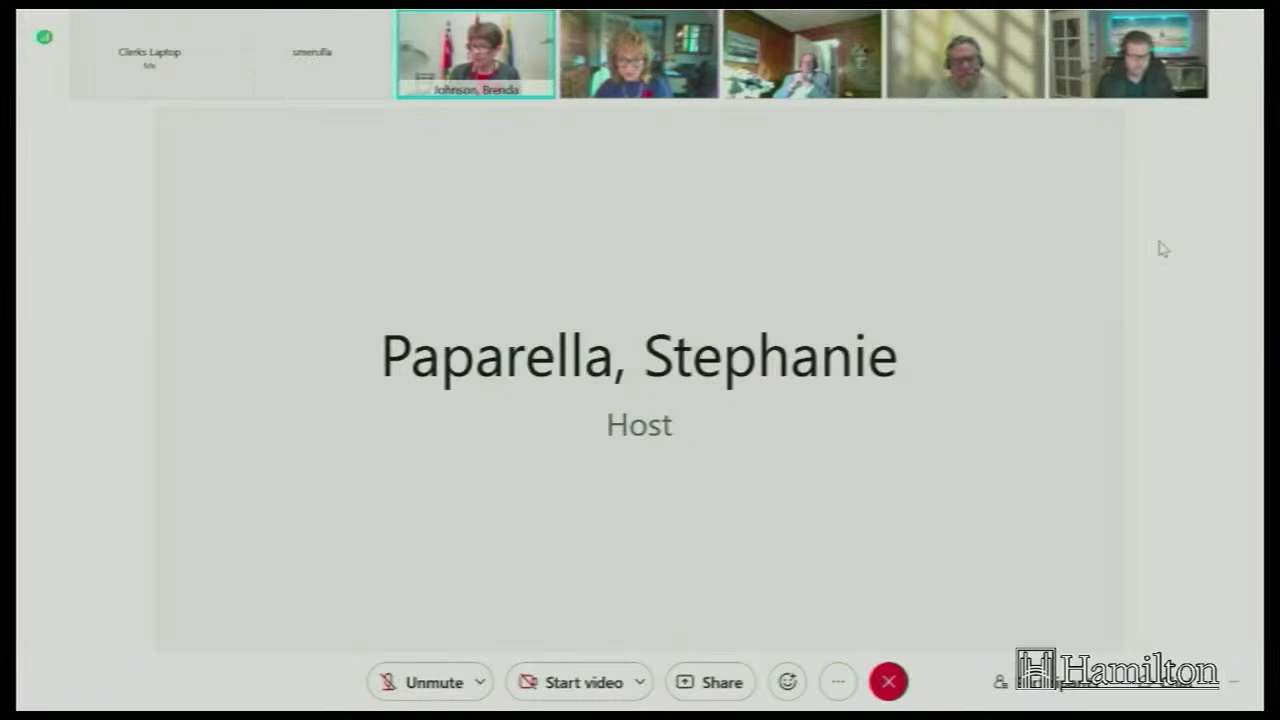 Clerks Laptop
Me
smerulla
Johnson, Brenda
Paparella, Stephanie
Host
Unmute
Start video
Share
Hamilton